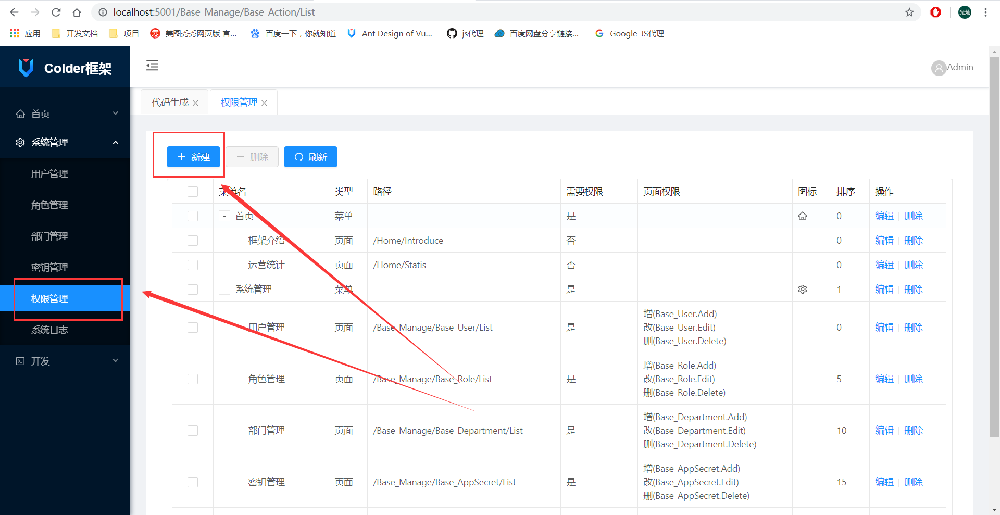 localhost:5001/Base_Manage/Base_Action/List
光灿
应用 开发文档 项目 秀 美图秀秀网页版 官... 百度一下，你就知道 Ant Design of Vu... js代理 百度网盘分享链接... Google-JS代理
Colder框架
Admin
首页
系统管理
用户管理
角色管理
部门管理
密钥管理
权限管理
系统日志
开发
代码生成 权限管理
新建 删除 刷新
菜单名 类型 路径 需要权限 页面权限 图标 排序 操作
- 首页 菜单 是 0 编辑 | 删除
框架介绍 页面 /Home/Introduce 否 0 编辑 | 删除
运营统计 页面 /Home/Statis 否 0 编辑 | 删除
- 系统管理 菜单 是 1 编辑 | 删除
用户管理 页面 /Base_Manage/Base_User/List 是 增(Base_User.Add)
改(Base_User.Edit)
删(Base_User.Delete) 0 编辑 | 删除
角色管理 页面 /Base_Manage/Base_Role/List 是 增(Base_Role.Add)
改(Base_Role.Edit)
删(Base_Role.Delete) 5 编辑 | 删除
部门管理 页面 /Base_Manage/Base_Department/List 是 增(Base_Department.Add)
改(Base_Department.Edit)
删(Base_Department.Delete) 10 编辑 | 删除
密钥管理 页面 /Base_Manage/Base_AppSecret/List 是 增(Base_AppSecret.Add)
改(Base_AppSecret.Edit)
删(Base_AppSecret.Delete) 15 编辑 | 删除